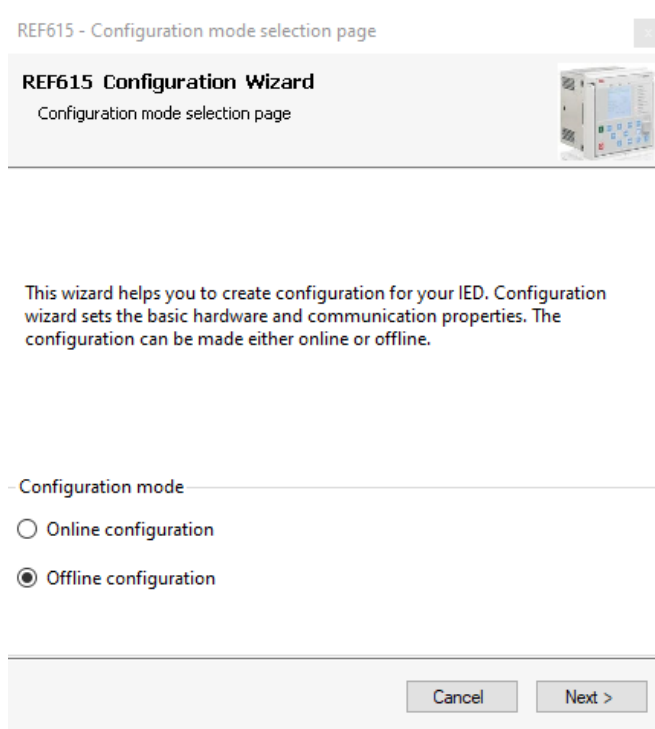 REF615 - Configuration mode selection page
x
REF615 Configuration Wizard
Configuration mode selection page
This wizard helps you to create configuration for your IED. Configuration
wizard sets the basic hardware and communication properties. The
configuration can be made either online or offline.
Configuration mode
Online configuration
Offline configuration
Cancel
Next >